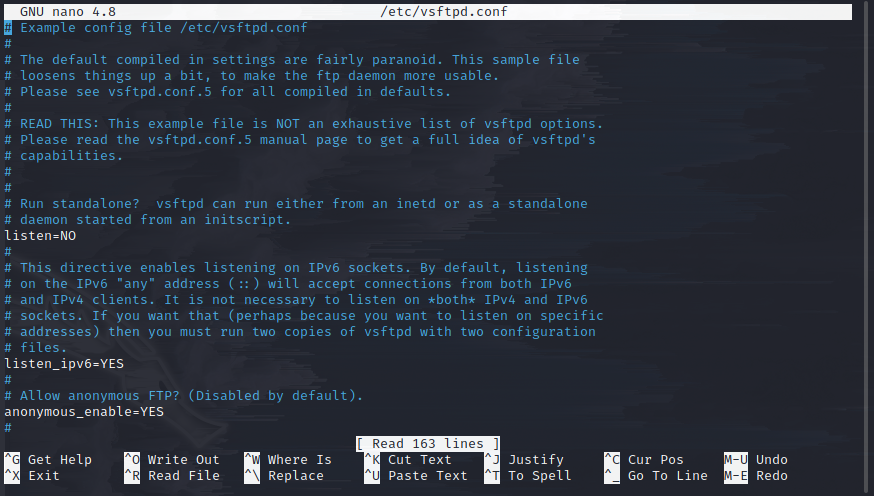 GNU nano 4.8 /etc/vsftpd.conf
# Example config file /etc/vsftpd.conf
#
# The default compiled in settings are fairly paranoid. This sample file
# loosens things up a bit, to make the ftp daemon more usable.
# Please see vsftpd.conf.5 for all compiled in defaults.
#
# READ THIS: This example file is NOT an exhaustive list of vsftpd options.
# Please read the vsftpd.conf.5 manual page to get a full idea of vsftpd's
# capabilities.
#
#
# Run standalone?  vsftpd can run either from an inetd or as a standalone
# daemon started from an initscript.
listen=NO
#
# This directive enables listening on IPv6 sockets. By default, listening
# on the IPv6 "any" address (::) will accept connections from both IPv6
# and IPv4 clients. It is not necessary to listen on *both* IPv4 and IPv6
# sockets. If you want that (perhaps because you want to listen on specific
# addresses) then you must run two copies of vsftpd with two configuration
# files.
listen_ipv6=YES
#
# Allow anonymous FTP? (Disabled by default).
anonymous_enable=YES
#
[ Read 163 lines ]
^G Get Help ^O Write Out ^W Where Is ^K Cut Text ^J Justify ^C Cur Pos M-U Undo
^X Exit ^R Read File ^\ Replace ^U Paste Text ^T To Spell ^_ Go To Line M-E Redo